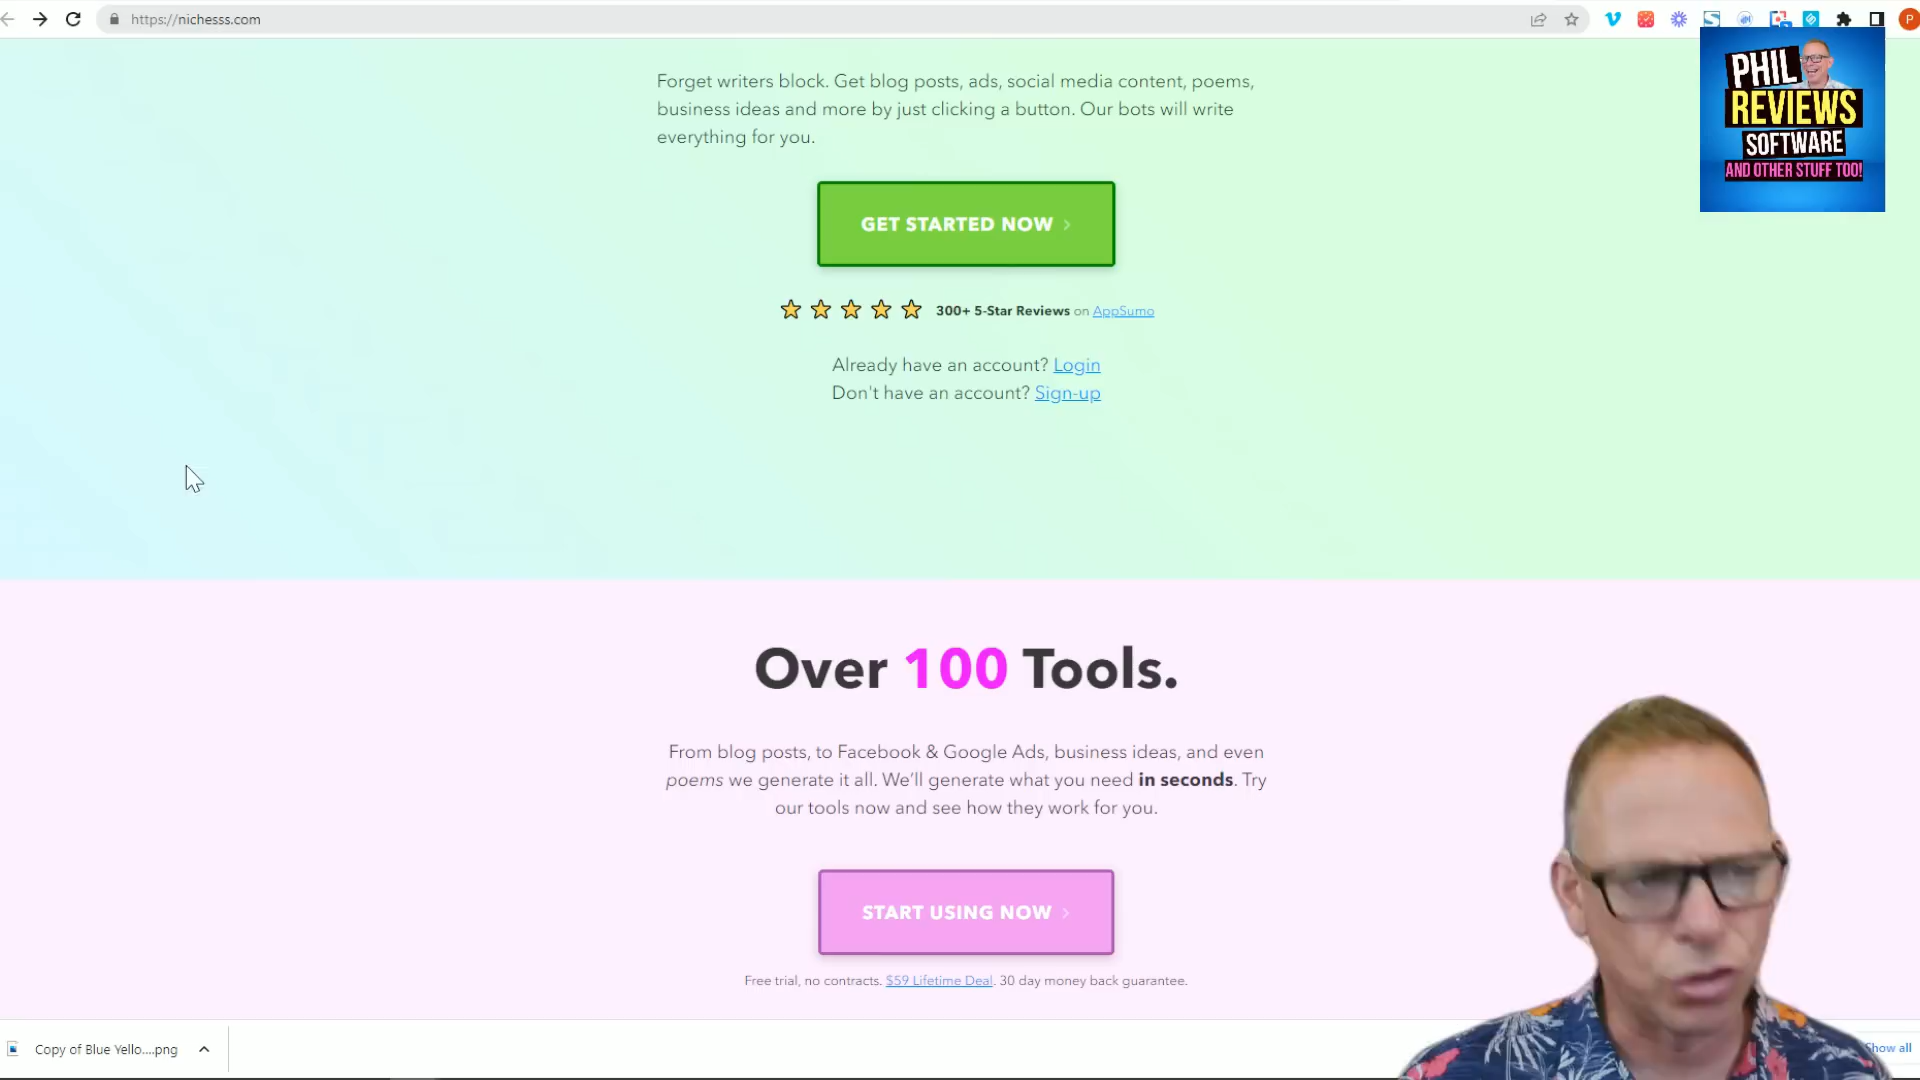 https://nichesss.com
P
PHIL
REVIEWS
SOFTWARE
AND OTHER STUFF TOO!
Forget writers block. Get blog posts, ads, social media content, poems,
business ideas and more by just clicking a button. Our bots will write
everything for you.
GET STARTED NOW >
300+ 5-Star Reviews on AppSumo
Already have an account? Login
Don't have an account? Sign-up
Over 100 Tools.
From blog posts, to Facebook & Google Ads, business ideas, and even
poems we generate it all. We'll generate what you need in seconds. Try
our tools now and see how they work for you.
START USING NOW >
Free trial, no contracts. $59 Lifetime Deal. 30 day money back guarantee.
Copy of Blue Yello....png
Show all